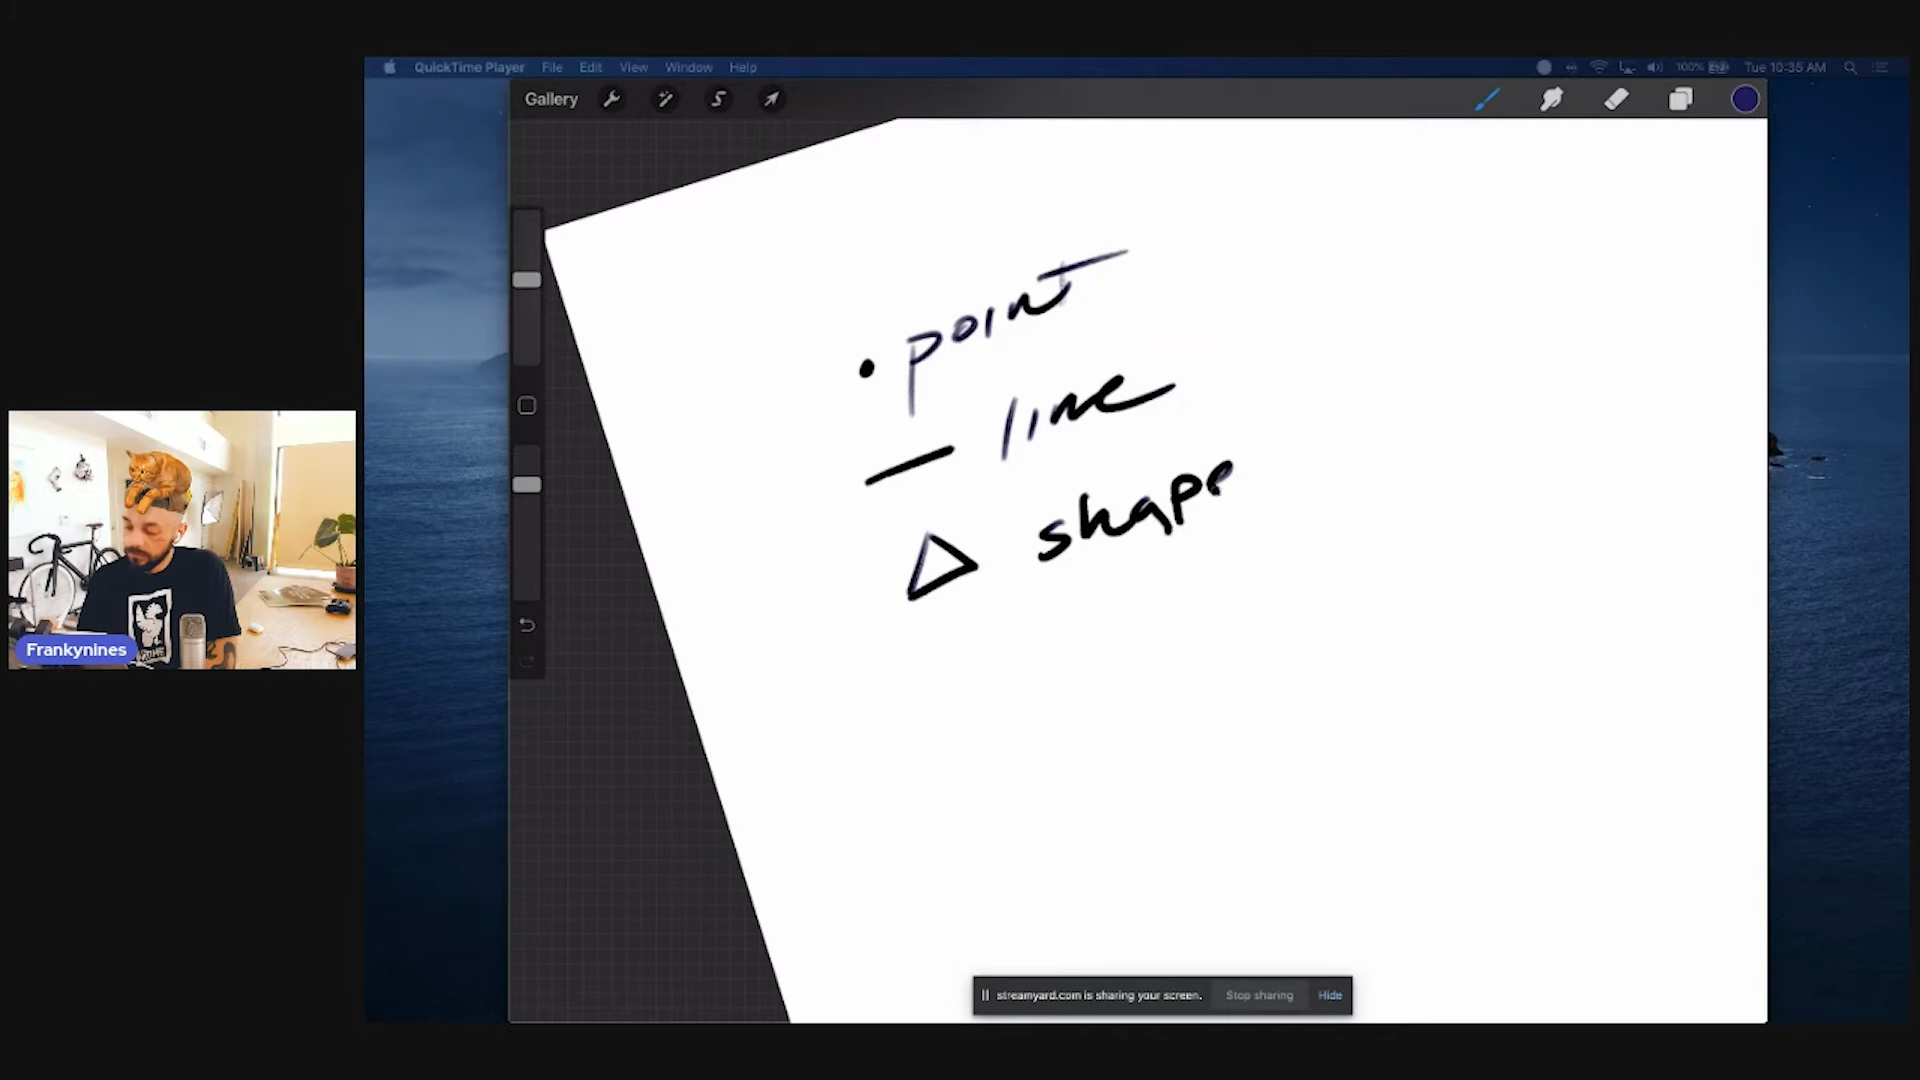 QuickTime Player File Edit View Window Help 100% Tue 10:35 AM
Gallery
point
line
shape
Frankynines
streamyard.com is sharing your screen. Stop sharing Hide